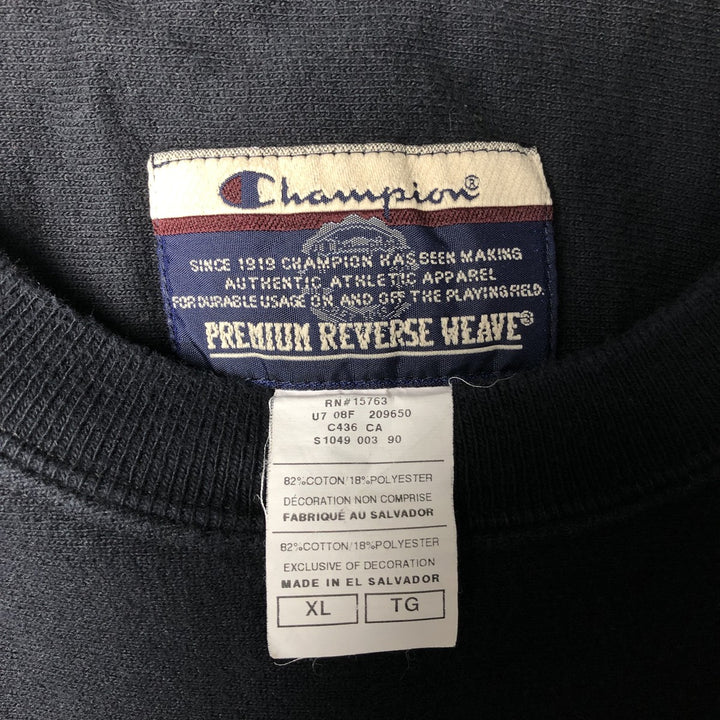 Champion®
SINCE 1919 CHAMPION HAS BEEN MAKING
AUTHENTIC ATHLETIC APPAREL
FOR DURABLE USAGE ON AND OFF THE PLAYING FIELD.
PREMIUM REVERSE WEAVE®
RN#15763
U7 08F 209650
C436 CA
S1049 003 90
82%COTON/18%POLYESTER
DÉCORATION NON COMPRISE
FABRIQUÉ AU SALVADOR
82%COTTON/18%POLYESTER
EXCLUSIVE OF DECORATION
MADE IN EL SALVADOR
XL TG